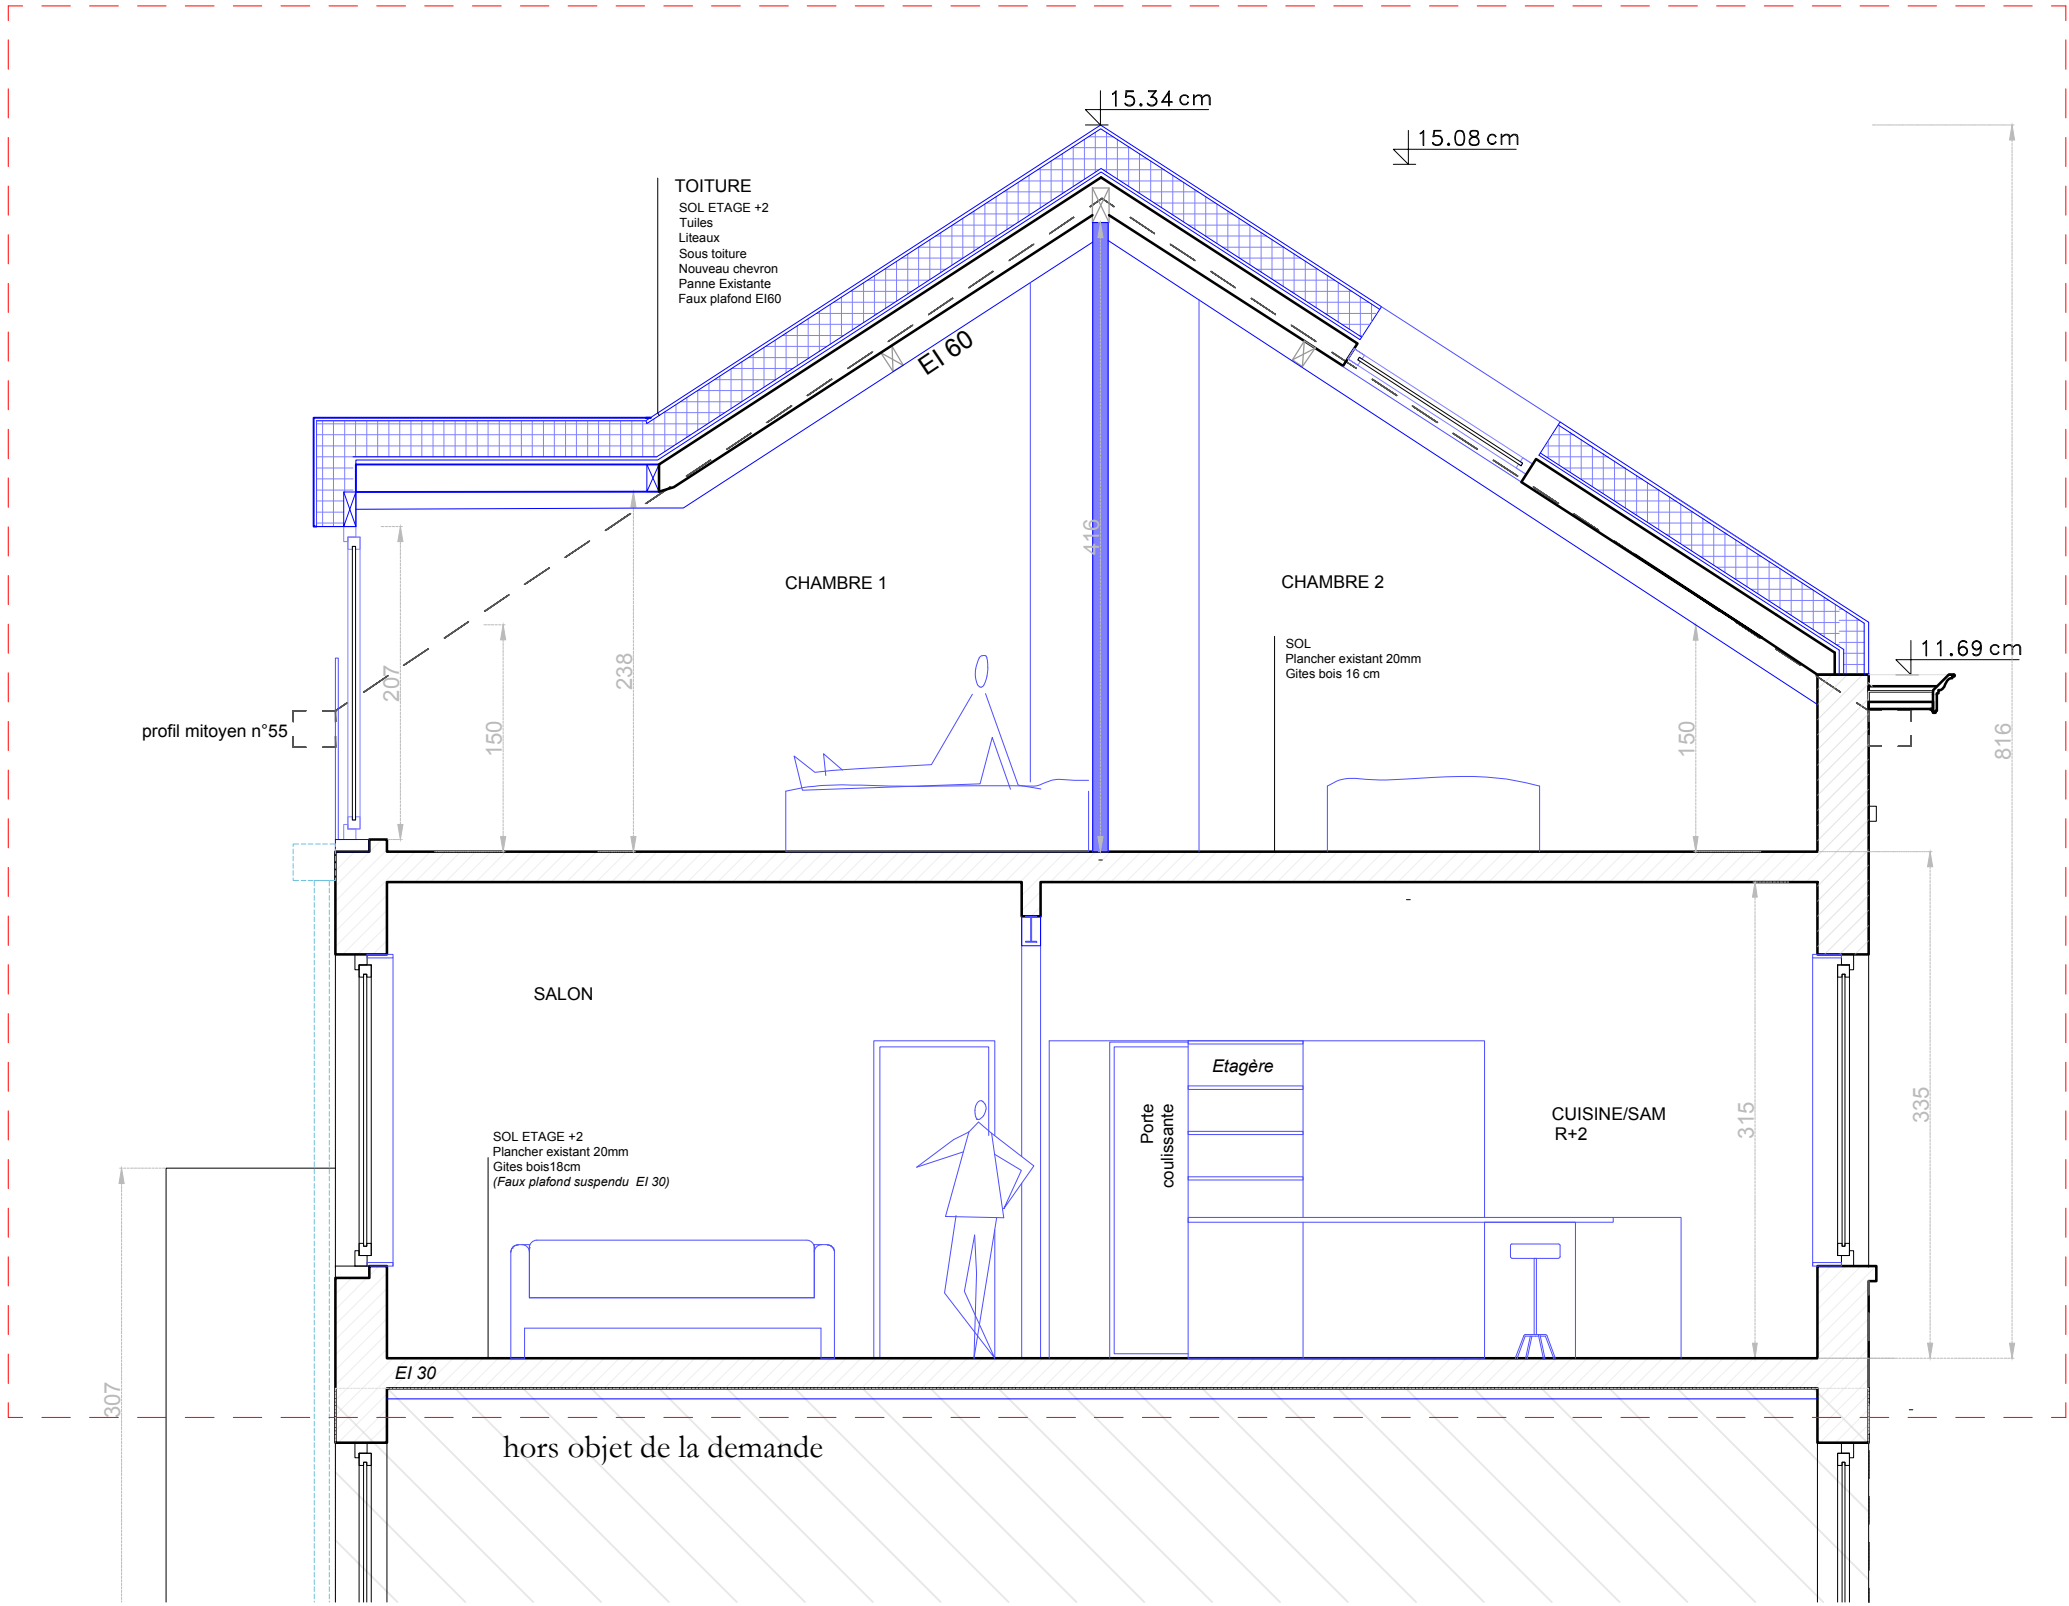 15.34 cm
15.08 cm
TOITURE
SOL ETAGE +2
Tuiles
Liteaux
Sous toiture
Nouveau chevron
Panne Existante
Faux plafond EI60
EI 60
416
CHAMBRE 1
CHAMBRE 2
SOL
Plancher existant 20mm
Gites bois 16 cm
11.69 cm
207
238
150
150
816
profil mitoyen n°55
SALON
Etagère
Porte
coulissante
CUISINE/SAM
R+2
315
335
SOL ETAGE +2
Plancher existant 20mm
Gites bois18cm
(Faux plafond suspendu EI 30)
EI 30
307
hors objet de la demande